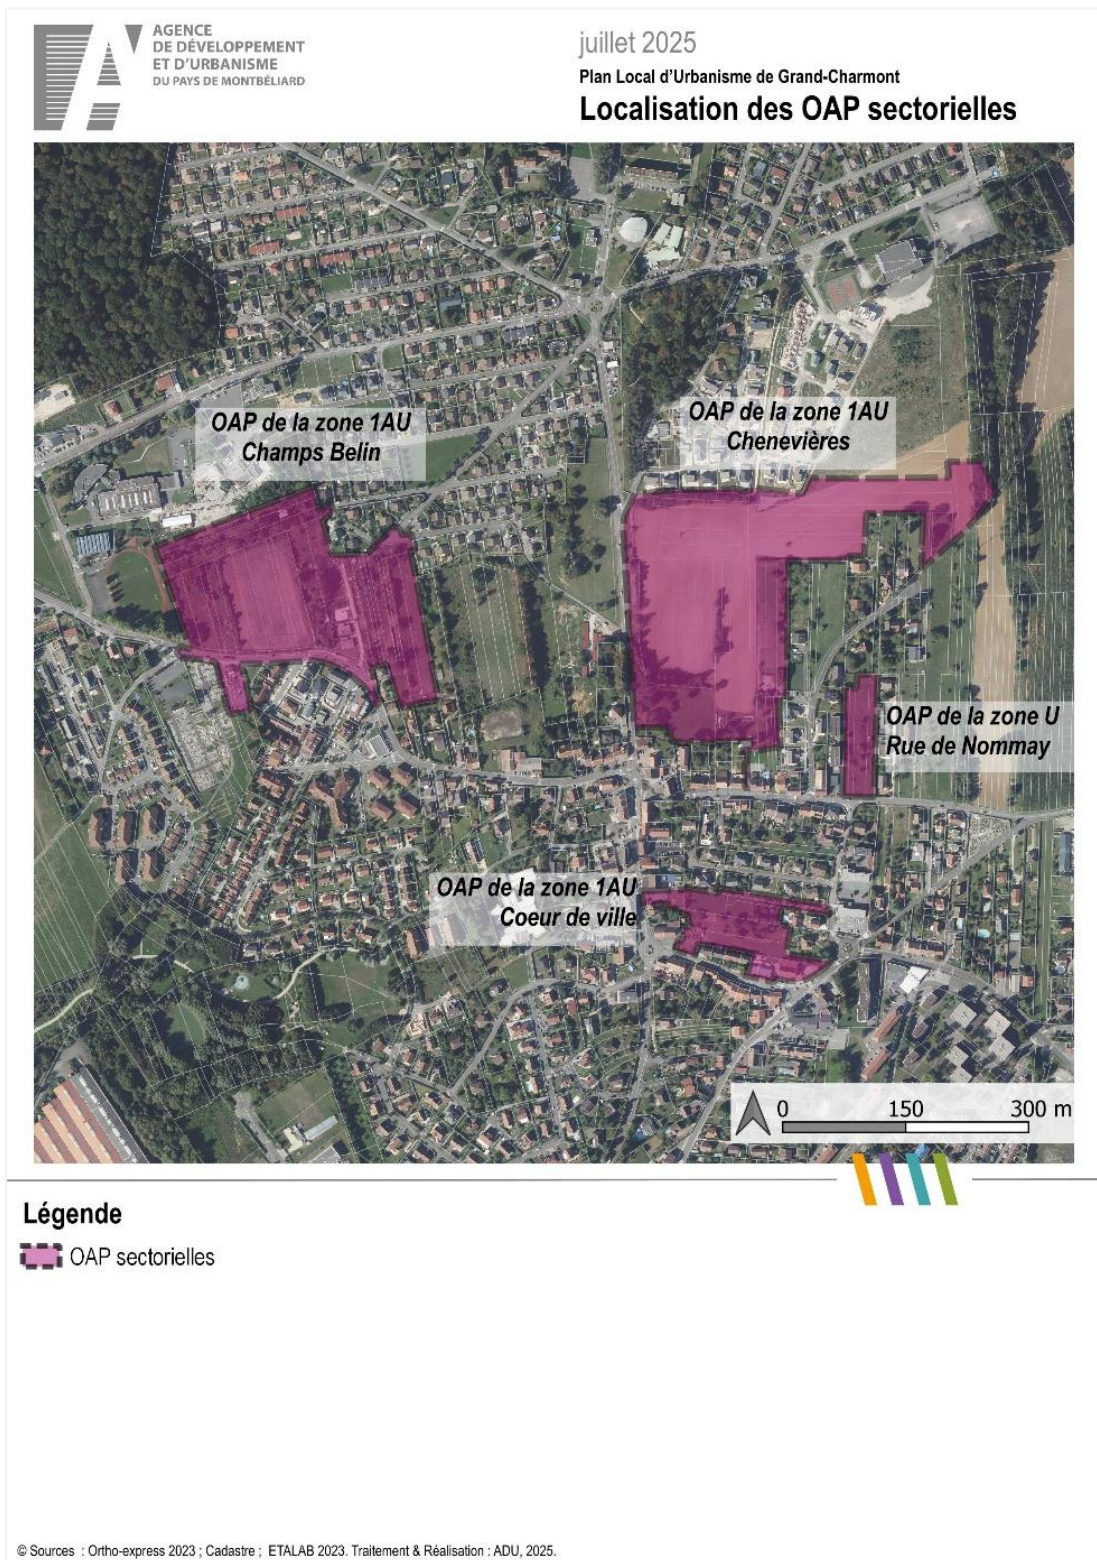 AGENCE
DE DÉVELOPPEMENT
ET D'URBANISME
DU PAYS DE MONTBÉLIARD
juillet 2025
Plan Local d'Urbanisme de Grand-Charmont
Localisation des OAP sectorielles
OAP de la zone 1AU
Champs Belin
OAP de la zone 1AU
Chenevières
OAP de la zone U
Rue de Nommay
OAP de la zone 1AU
Coeur de ville
0 150 300 m
Légende
OAP sectorielles
© Sources : Ortho-express 2023 ; Cadastre ; ETALAB 2023. Traitement & Réalisation : ADU, 2025.